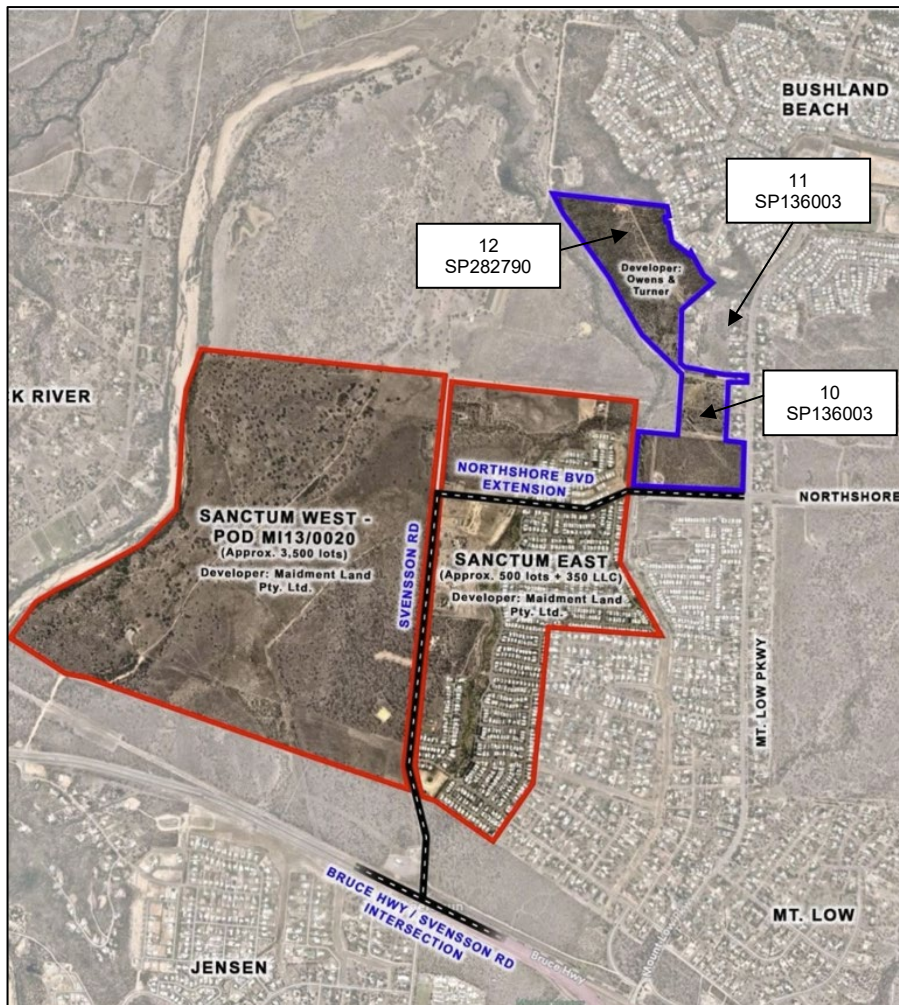 BUSHLAND
BEACH
11
SP136003
12
SP282790
Developer:
Owens &
Turner
10
SP136003
CK RIVER
NORTHSHORE BVD
EXTENSION
NORTHSHORE
SANCTUM WEST -
POD MI13/0020
(Approx. 3,500 lots)
Developer: Maidment Land
Pty. Ltd.
SVENSSON RD
SANCTUM EAST
(Approx. 500 lots + 350 LLC)
Developer: Maidment Land
Pty. Ltd.
MT. LOW PKWY
BRUCE HWY / SVENSSON RD
INTERSECTION
Bruce Hwy
MT. LOW
JENSEN